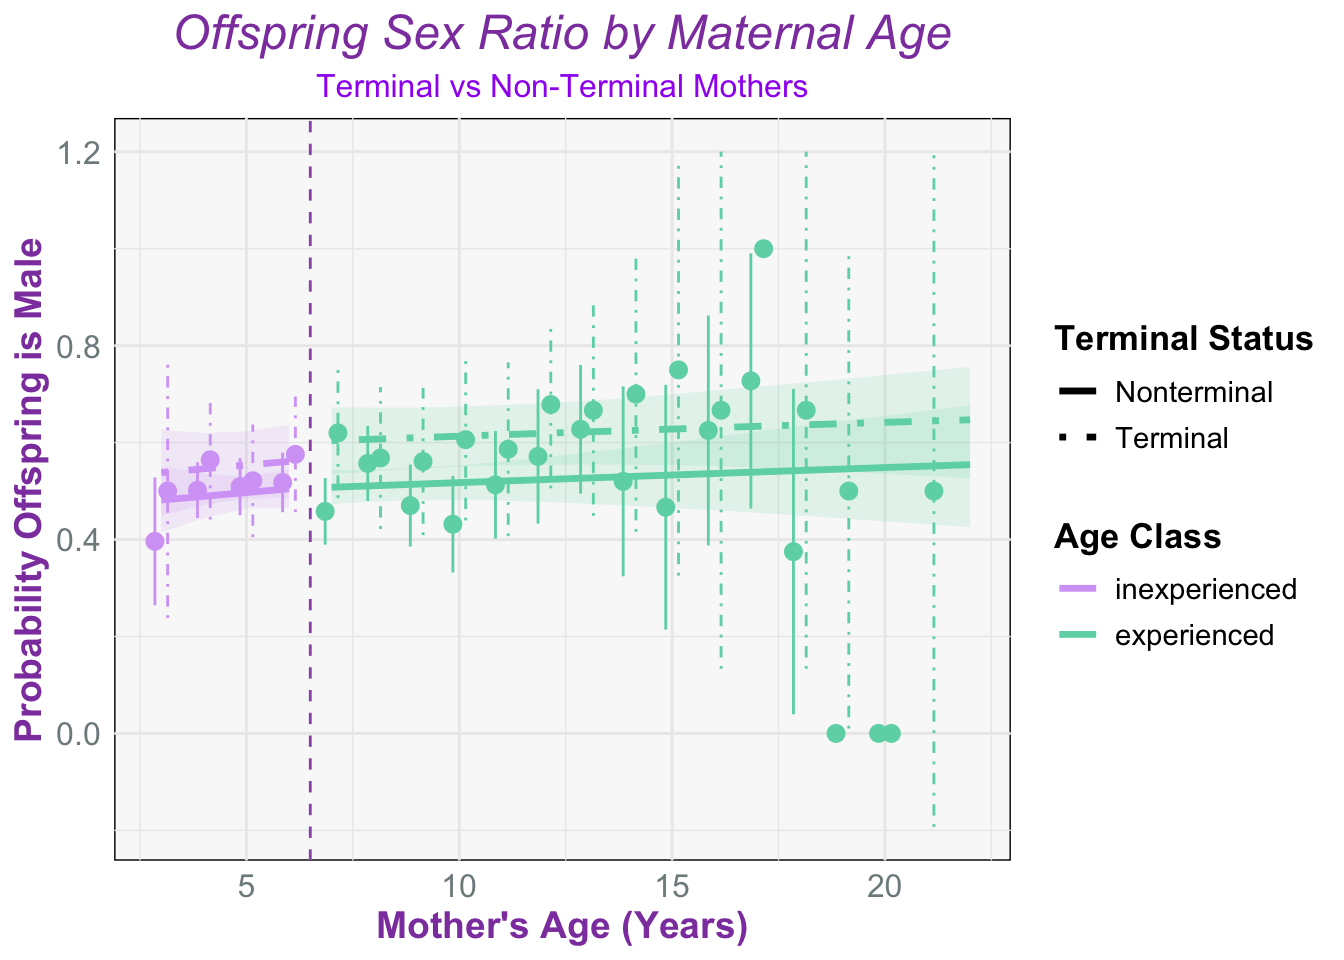 Offspring Sex Ratio by Maternal Age
Terminal vs Non-Terminal Mothers
Probability Offspring is Male
1.2
0.8
0.4
0.0
5 10 15 20
Mother's Age (Years)
Terminal Status
Nonterminal
Terminal
Age Class
inexperienced
experienced